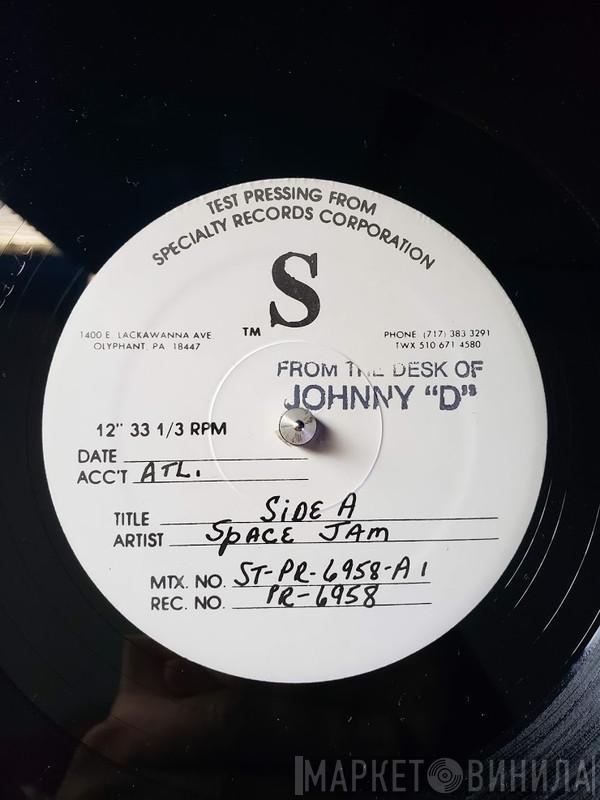 TEST PRESSING FROM
SPECIALTY RECORDS CORPORATION
S
TM
1400 E. LACKAWANNA AVE.
OLYPHANT, PA 18447
PHONE (717) 383 3291
TWX 510 671 4580
FROM THE DESK OF
JOHNNY "D"
12" 33 1/3 RPM
DATE
ACC'T ATL.
TITLE SIDE A
ARTIST SPACE JAM
MTX. NO. ST-PR-6958-A1
REC. NO. PR-6958
МАРКЕТ ВИНИЛА